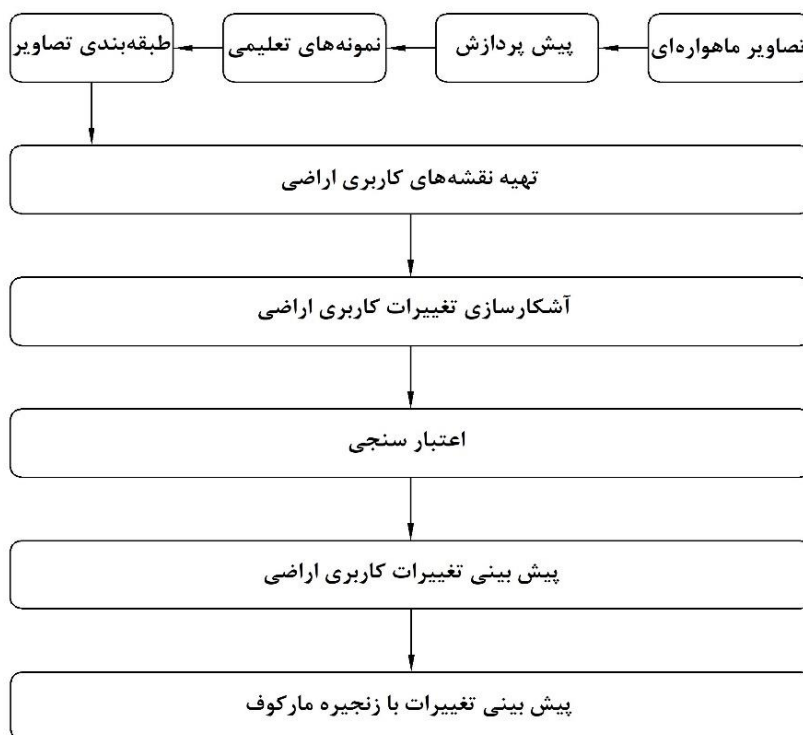 تصاویر ماهواره‌ای
پیش پردازش
نمونه‌های تعلیمی
طبقه‌بندی تصاویر
تهیه نقشه‌های کاربری اراضی
آشکارسازی تغییرات کاربری اراضی
اعتبار سنجی
پیش بینی تغییرات کاربری اراضی
پیش بینی تغییرات با زنجیره مارکوف